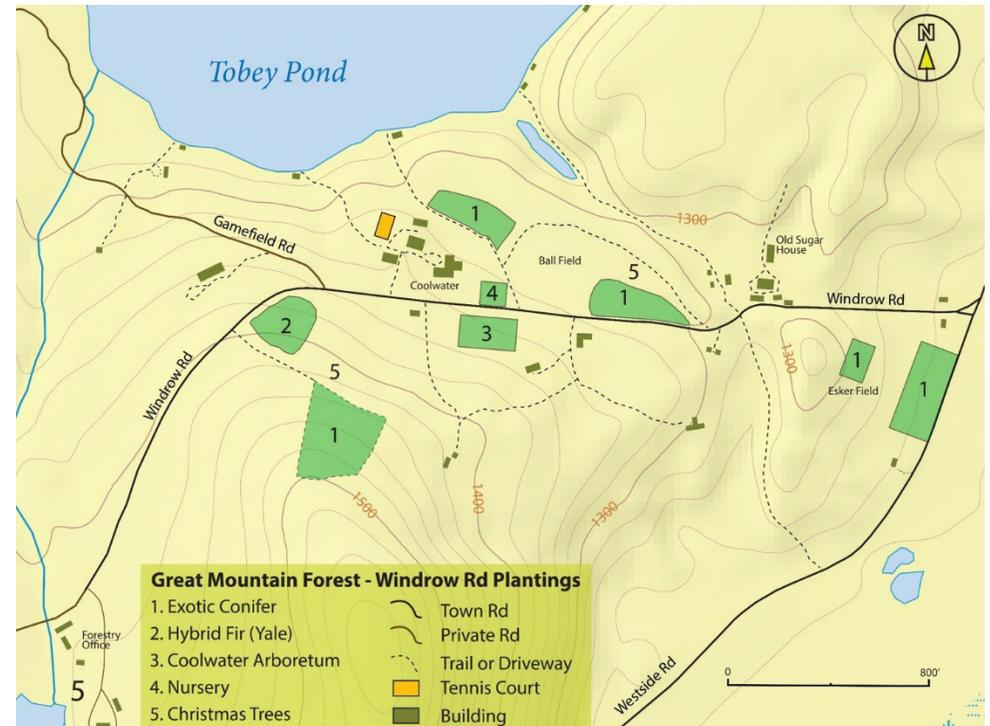 N
Tobey Pond
1300
Gamefield Rd
1
Ball Field
Old Sugar
House
5
Coolwater
4
1
Windrow Rd
2
3
1300
1
Esker Field
1
5
Windrow Rd
1
1500
1400
1300
Great Mountain Forest - Windrow Rd Plantings
1. Exotic Conifer
2. Hybrid Fir (Yale)
3. Coolwater Arboretum
4. Nursery
5. Christmas Trees
Town Rd
Private Rd
Trail or Driveway
Tennis Court
Building
Forestry
Office
5
Westside Rd
0 800'